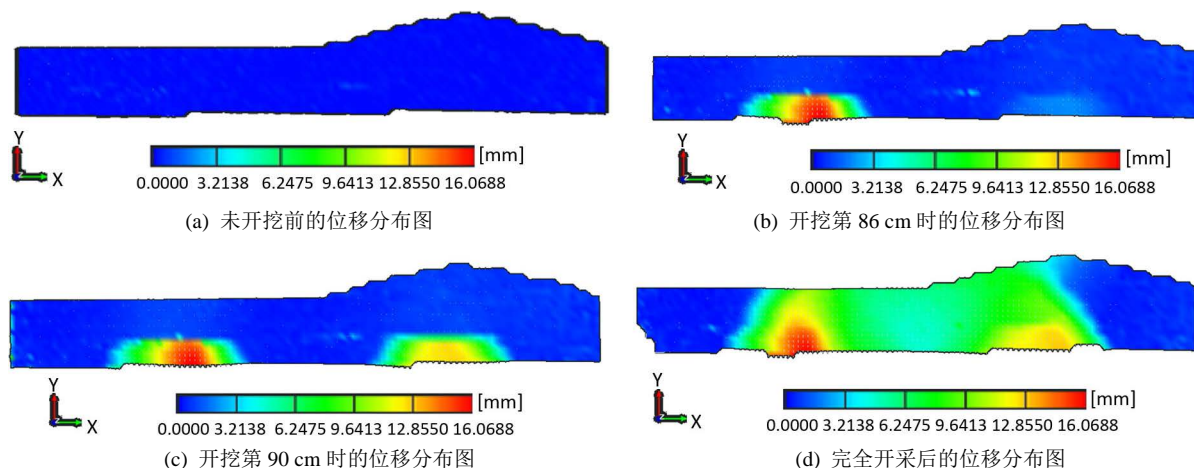 Y
X
[mm]
0.0000 3.2138 6.2475 9.6413 12.8550 16.0688
(a) 未开挖前的位移分布图
Y
X
[mm]
0.0000 3.2138 6.2475 9.6413 12.8550 16.0688
(b) 开挖第 86 cm 时的位移分布图
Y
X
[mm]
0.0000 3.2138 6.2475 9.6413 12.8550 16.0688
(c) 开挖第 90 cm 时的位移分布图
Y
X
[mm]
0.0000 3.2138 6.2475 9.6413 12.8550 16.0688
(d) 完全开采后的位移分布图